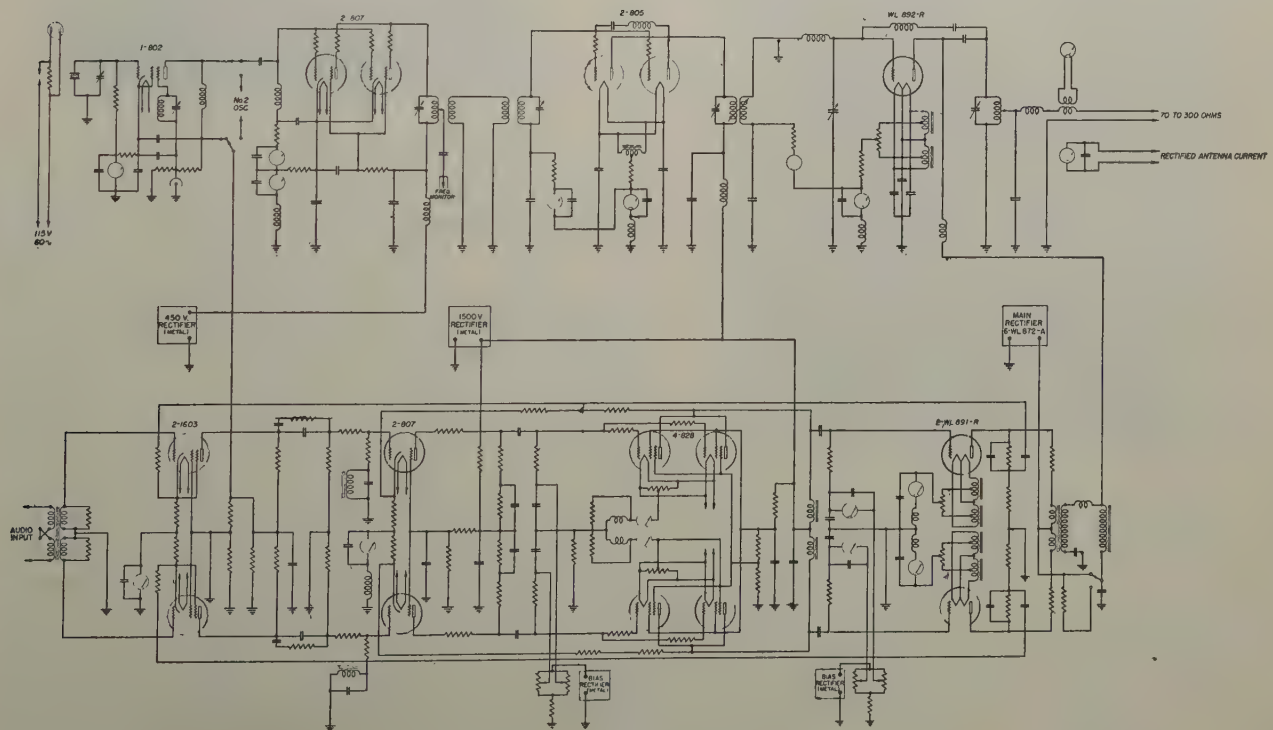 1-802
2-807
2-805
WL 892-R
No 2
OSC
FREQ.
MONITOR
70 TO 300 OHMS
RECTIFIED ANTENNA CURRENT
115 V
60~
450 V.
RECTIFIER
(METAL)
1500 V
RECTIFIER
(METAL)
MAIN
RECTIFIER
6-WL 872-A
2-1603
2-807
4-828
2-WL 891-R
AUDIO
INPUT
BIAS
RECTIFIER
(METAL)
BIAS
RECTIFIER
(METAL)